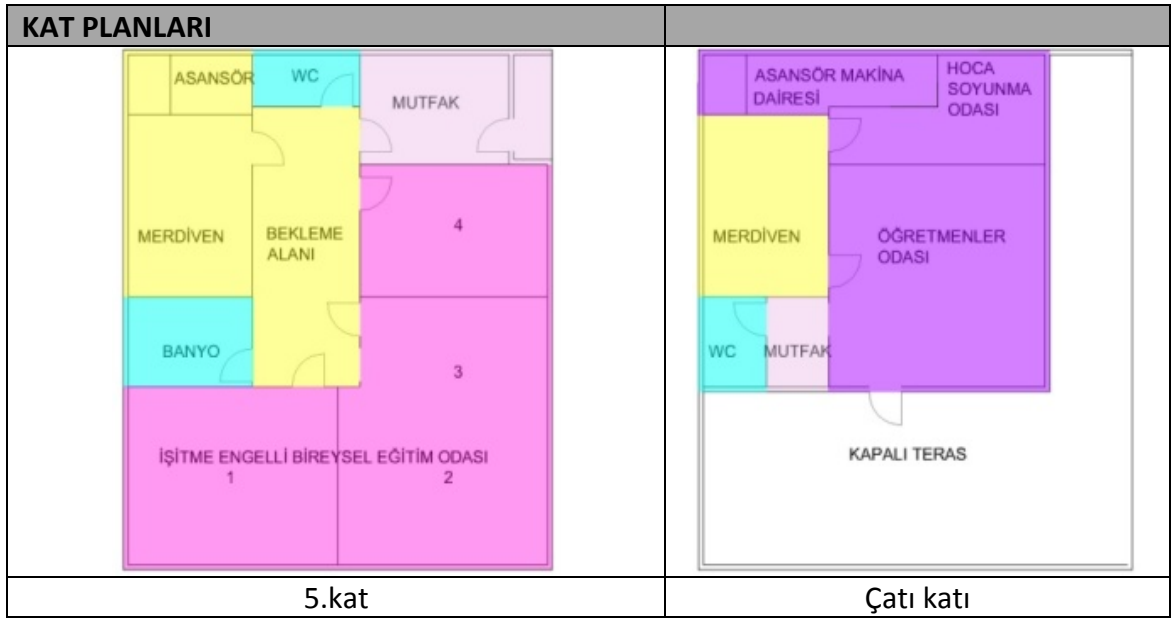 KAT PLANLARI
ASANSÖR
WC
MUTFAK
MERDİVEN
BEKLEME
ALANI
4
BANYO
3
İŞİTME ENGELLİ BİREYSEL EĞİTİM ODASI
1
2
ASANSÖR MAKİNA
DAİRESİ
HOCA
SOYUNMA
ODASI
MERDİVEN
ÖĞRETMENLER
ODASI
WC
MUTFAK
KAPALI TERAS
5.kat
Çatı katı